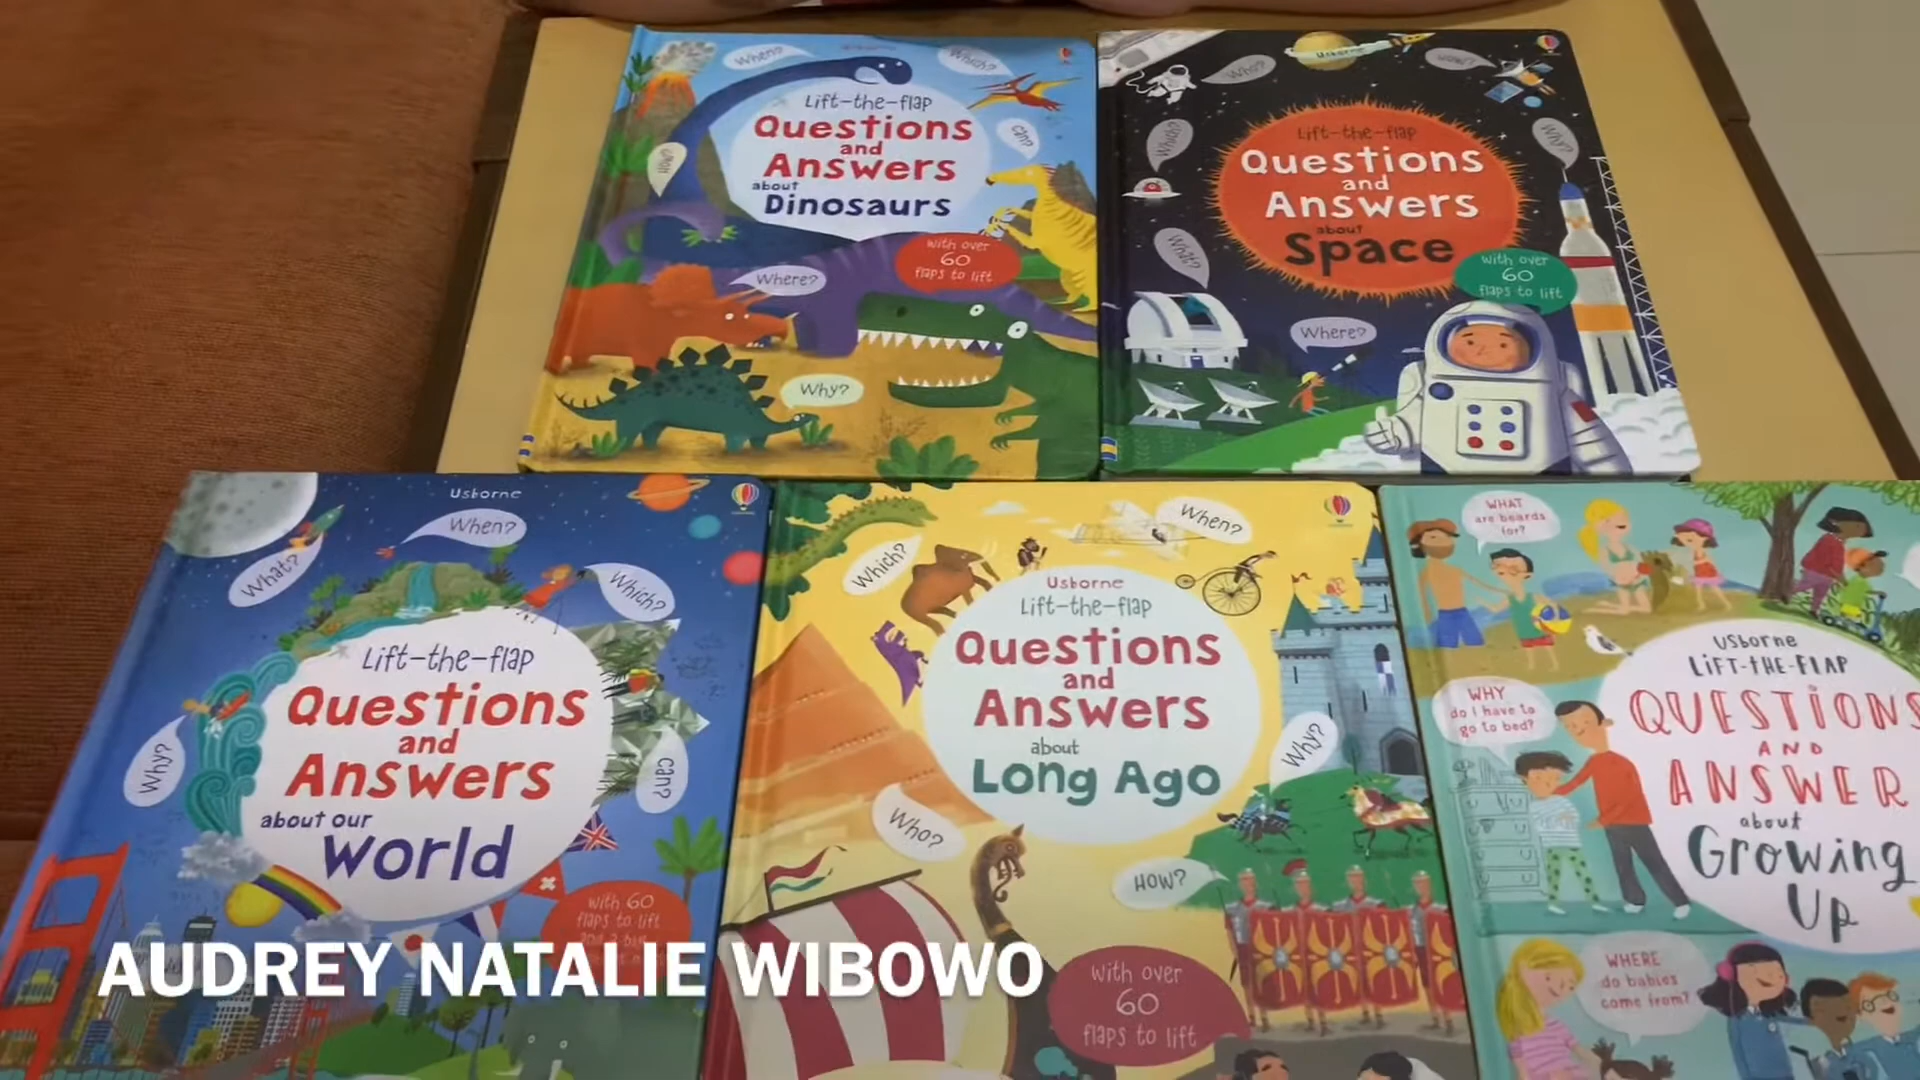 When?
Which?
Lift-the-flap
Questions
and
Answers
about
Dinosaurs
Can?
How?
With over
60
flaps to lift
Where?
Why?
Usborne
Who?
How?
Which?
Why?
Lift-the-flap
Questions
and
Answers
about
Space
With over
60
flaps to lift
What?
Where?
Usborne
When?
What?
Which?
Lift-the-flap
Questions
and
Answers
about our
World
Why?
Can?
With 60
flaps to lift
When?
Which?
Usborne
Lift-the-flap
Questions
and
Answers
about
Long Ago
Why?
Who?
HOW?
With over
60
flaps to lift
WHAT
are beards
for?
USborne
LiFT-THE-FLAP
QUESTIONS
AND
ANSWER
about
Growing
Up
WHY
do I have to
go to bed?
WHERE
do babies
come from?
AUDREY NATALIE WIBOWO